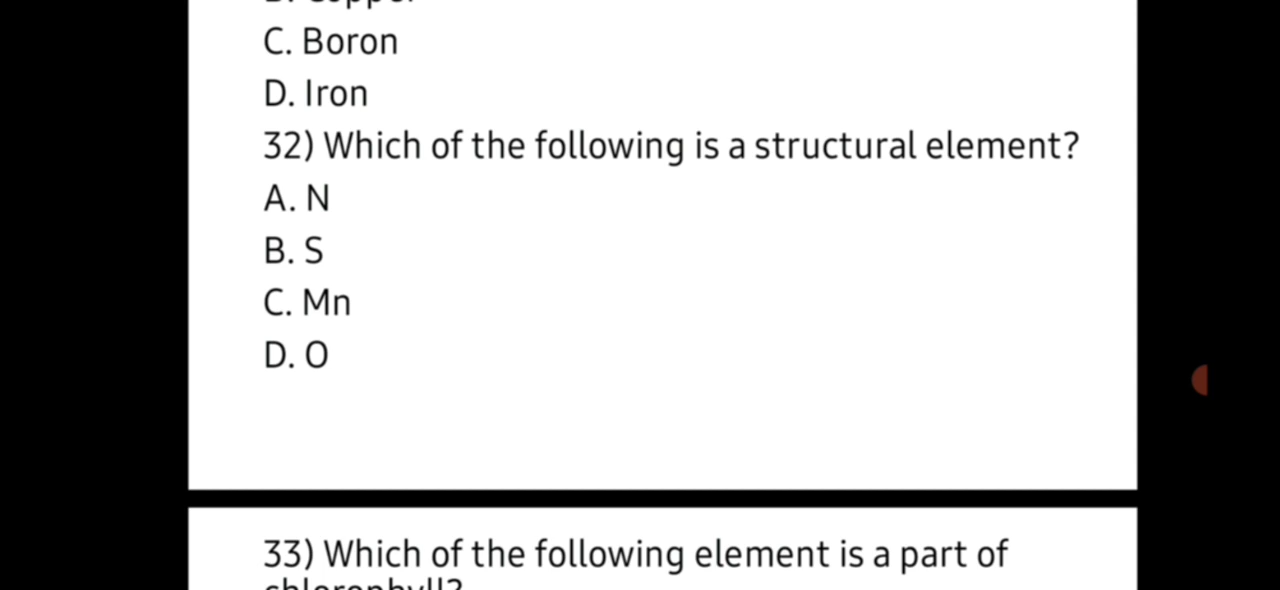 C. Boron
D. Iron
32) Which of the following is a structural element?
A. N
B. S
C. Mn
D. O
33) Which of the following element is a part of
chlorophyll?